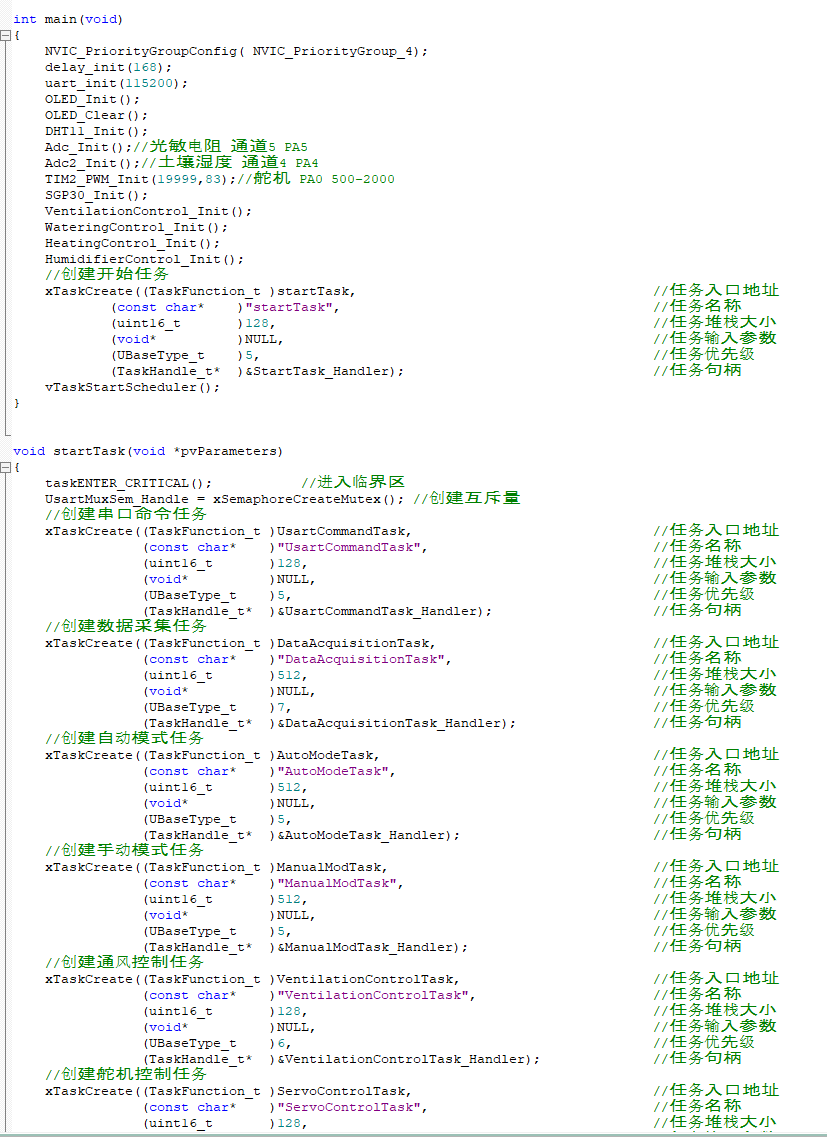 int main(void)
{
    NVIC_PriorityGroupConfig( NVIC_PriorityGroup_4);
    delay_init(168);
    uart_init(115200);
    OLED_Init();
    OLED_Clear();
    DHT11_Init();
    Adc_Init();//光敏电阻 通道5 PA5
    Adc2_Init();//土壤湿度 通道4 PA4
    TIM2_PWM_Init(19999,83);//舵机 PA0 500-2000
    SGP30_Init();
    VentilationControl_Init();
    WateringControl_Init();
    HeatingControl_Init();
    HumidifierControl_Init();
    //创建开始任务
    xTaskCreate((TaskFunction_t )startTask, //任务入口地址
            (const char*    )"startTask", //任务名称
            (uint16_t       )128, //任务堆栈大小
            (void*          )NULL, //任务输入参数
            (UBaseType_t    )5, //任务优先级
            (TaskHandle_t*  )&StartTask_Handler); //任务句柄
    vTaskStartScheduler();
}
void startTask(void *pvParameters)
{
    taskENTER_CRITICAL(); //进入临界区
    UsartMuxSem_Handle = xSemaphoreCreateMutex(); //创建互斥量
    //创建串口命令任务
    xTaskCreate((TaskFunction_t )UsartCommandTask, //任务入口地址
                (const char*    )"UsartCommandTask", //任务名称
                (uint16_t       )128, //任务堆栈大小
                (void*          )NULL, //任务输入参数
                (UBaseType_t    )5, //任务优先级
                (TaskHandle_t*  )&UsartCommandTask_Handler); //任务句柄
    //创建数据采集任务
    xTaskCreate((TaskFunction_t )DataAcquisitionTask, //任务入口地址
                (const char*    )"DataAcquisitionTask", //任务名称
                (uint16_t       )512, //任务堆栈大小
                (void*          )NULL, //任务输入参数
                (UBaseType_t    )7, //任务优先级
                (TaskHandle_t*  )&DataAcquisitionTask_Handler); //任务句柄
    //创建自动模式任务
    xTaskCreate((TaskFunction_t )AutoModeTask, //任务入口地址
                (const char*    )"AutoModeTask", //任务名称
                (uint16_t       )512, //任务堆栈大小
                (void*          )NULL, //任务输入参数
                (UBaseType_t    )5, //任务优先级
                (TaskHandle_t*  )&AutoModeTask_Handler); //任务句柄
    //创建手动模式任务
    xTaskCreate((TaskFunction_t )ManualModTask, //任务入口地址
                (const char*    )"ManualModTask", //任务名称
                (uint16_t       )512, //任务堆栈大小
                (void*          )NULL, //任务输入参数
                (UBaseType_t    )5, //任务优先级
                (TaskHandle_t*  )&ManualModTask_Handler); //任务句柄
    //创建通风控制任务
    xTaskCreate((TaskFunction_t )VentilationControlTask, //任务入口地址
                (const char*    )"VentilationControlTask", //任务名称
                (uint16_t       )128, //任务堆栈大小
                (void*          )NULL, //任务输入参数
                (UBaseType_t    )6, //任务优先级
                (TaskHandle_t*  )&VentilationControlTask_Handler); //任务句柄
    //创建舵机控制任务
    xTaskCreate((TaskFunction_t )ServoControlTask, //任务入口地址
                (const char*    )"ServoControlTask", //任务名称
                (uint16_t       )128, //任务堆栈大小